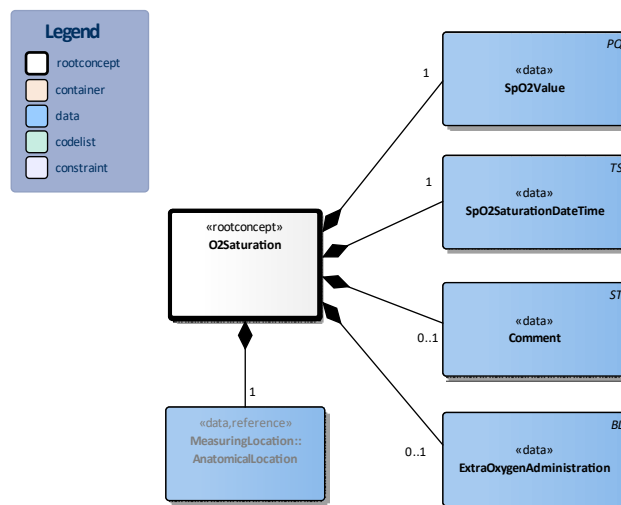 Legend
rootconcept
container
data
codelist
constraint
PQ
«data»
SpO2Value
1
TS
«data»
SpO2SaturationDateTime
1
«rootconcept»
O2Saturation
ST
«data»
Comment
0..1
1
«data,reference»
MeasuringLocation::
AnatomicalLocation
«data»
ExtraOxygenAdministration
0..1